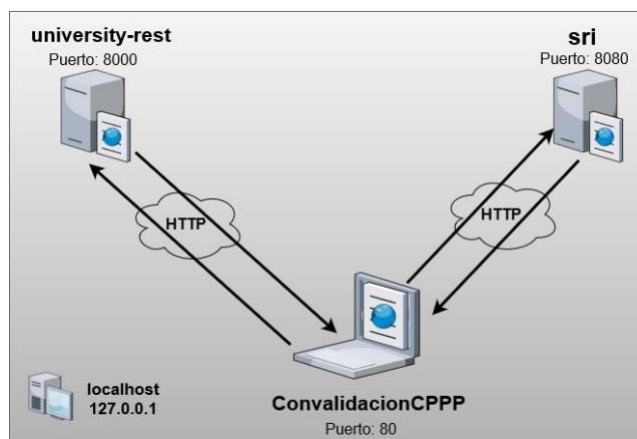 university-rest
Puerto: 8000
sri
Puerto: 8080
HTTP
HTTP
localhost
127.0.0.1
ConvalidacionCPPP
Puerto: 80